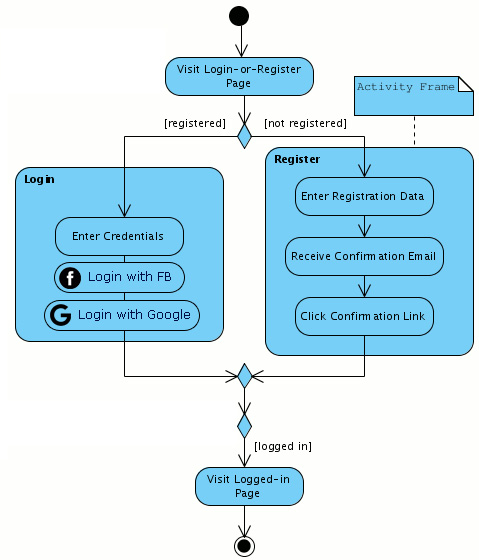 Visit Login-or-Register
Page
[registered]
[not registered]
Activity Frame
Login
Enter Credentials
Login with FB
Login with Google
Register
Enter Registration Data
Receive Confirmation Email
Click Confirmation Link
[logged in]
Visit Logged-in
Page